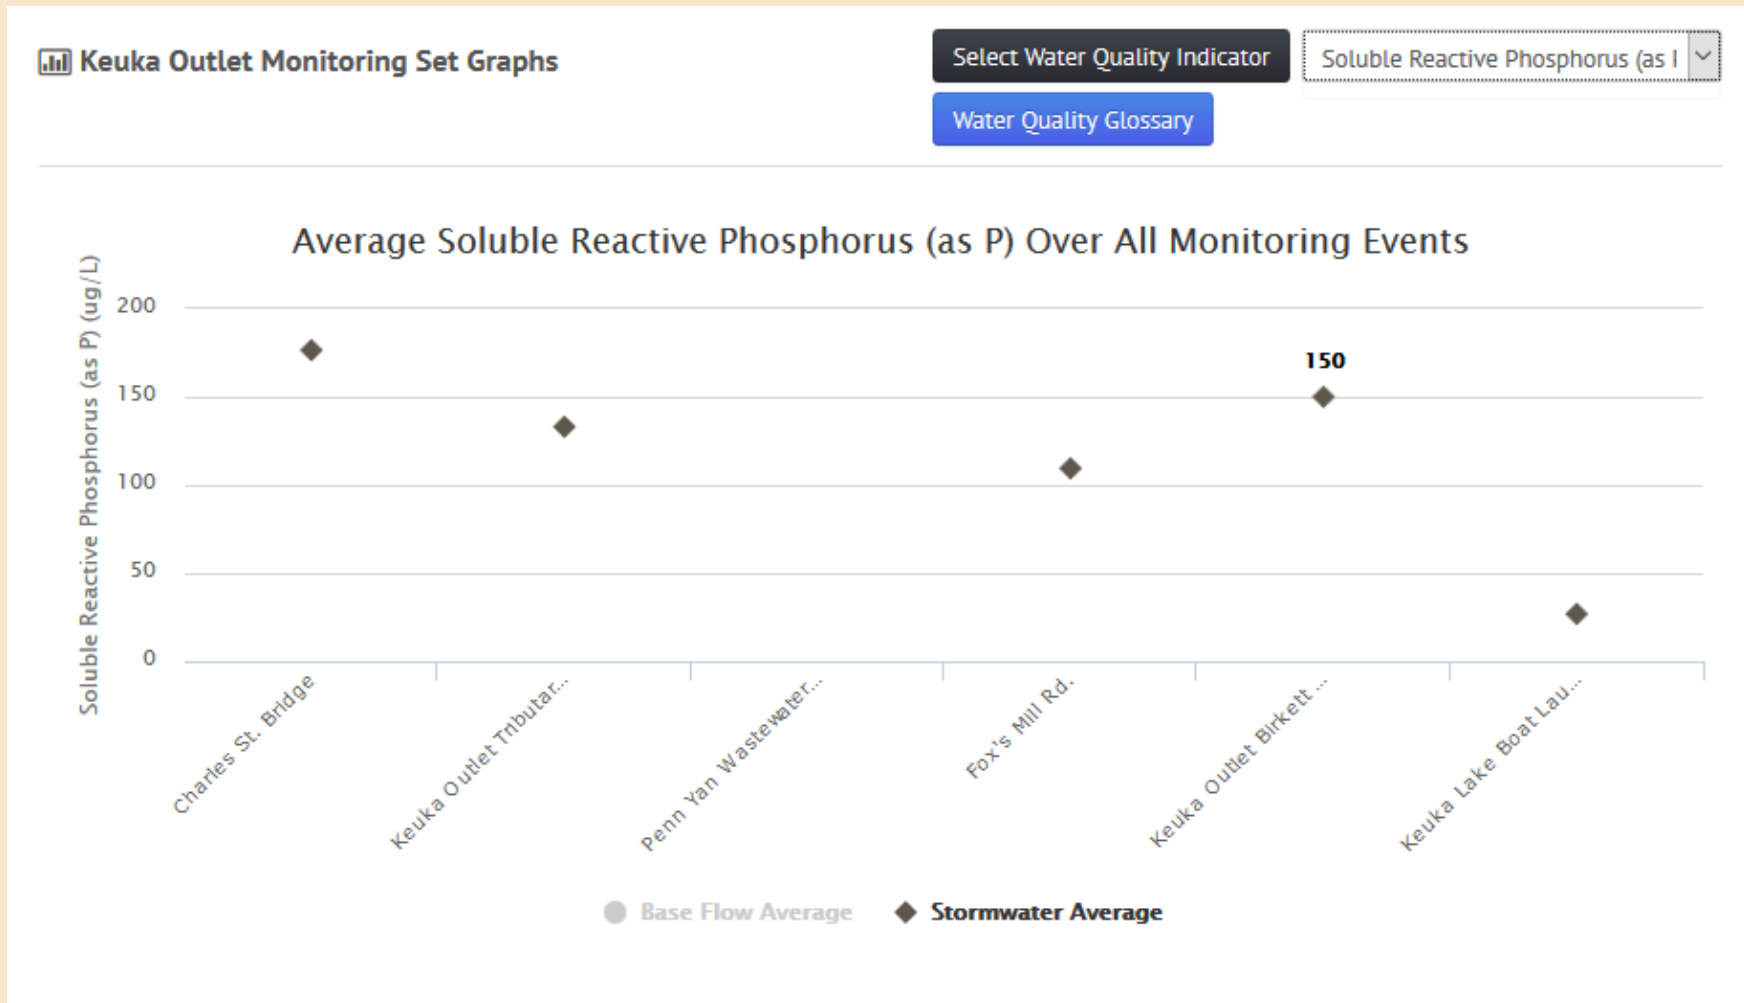 Keuka Outlet Monitoring Set Graphs
Select Water Quality Indicator
Soluble Reactive Phosphorus (as
Water Quality Glossary
Average Soluble Reactive Phosphorus (as P) Over All Monitoring Events
Soluble Reactive Phosphorus (as P) (ug/L)
200
150
100
50
0
150
Charles St. Bridge
Keuka Outlet Tributar...
Penn Yan Wastewater...
Fox's Mill Rd.
Keuka Outlet Birkett ...
Keuka Lake Boat Lau...
Base Flow Average
Stormwater Average